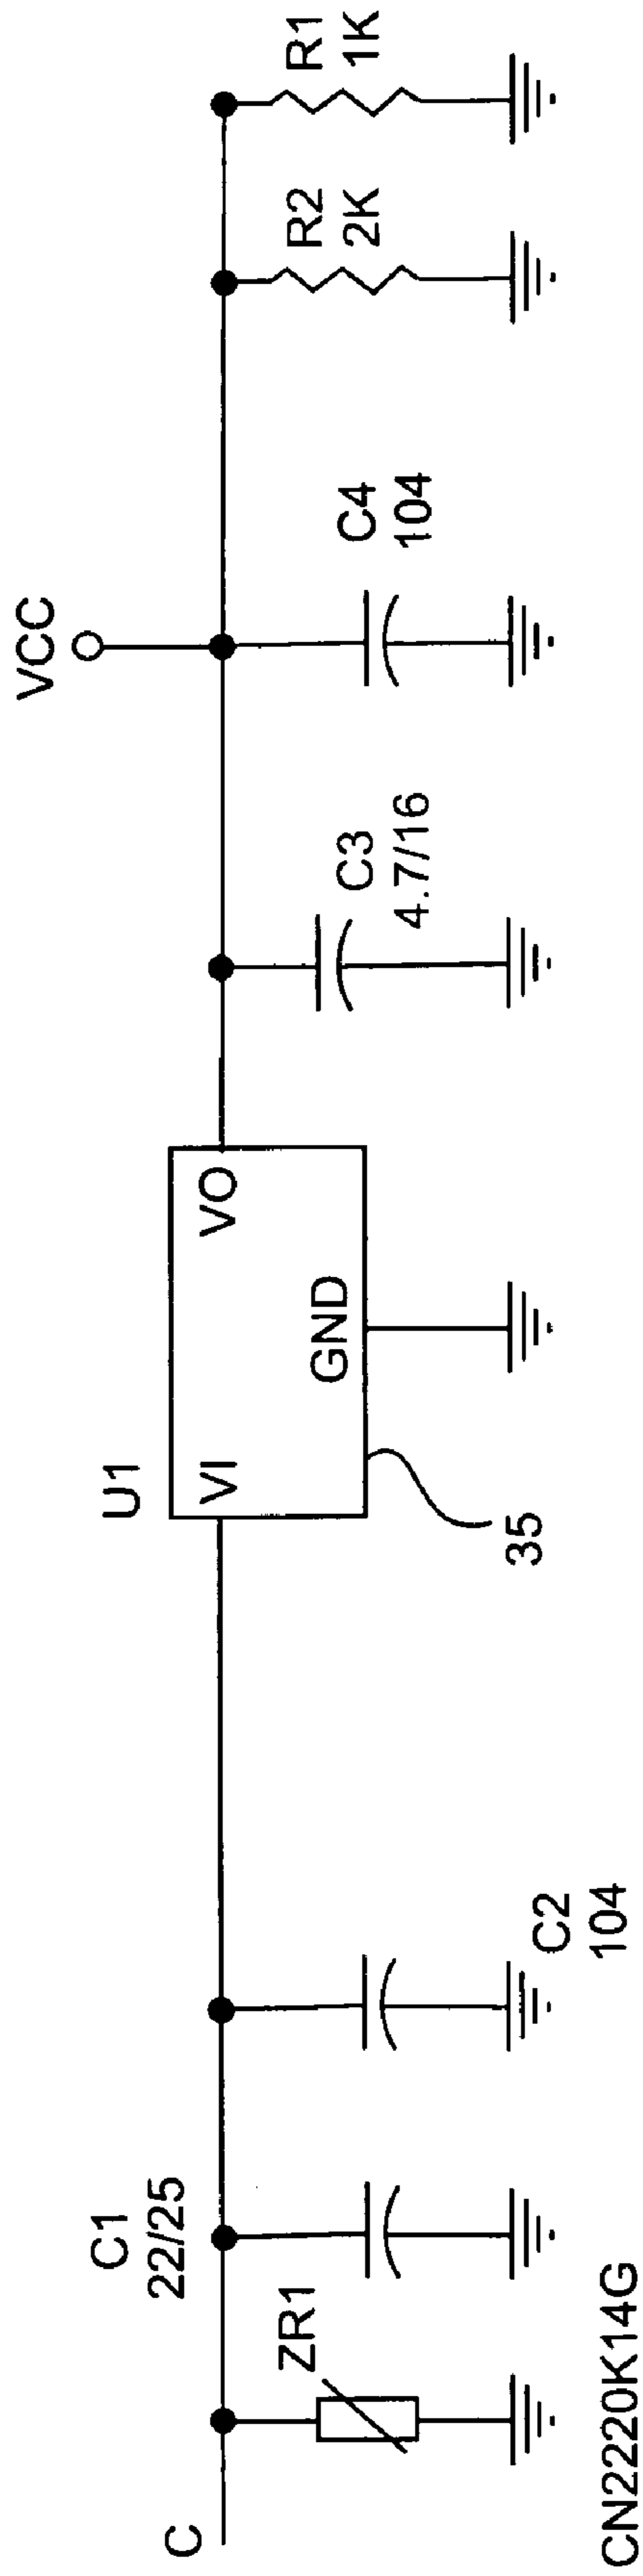 C
ZR1
CN2220K14G
C1
22/25
C2
104
U1
VI
GND
VO
35
C3
4.7/16
VCC
C4
104
R2
2K
R1
1K